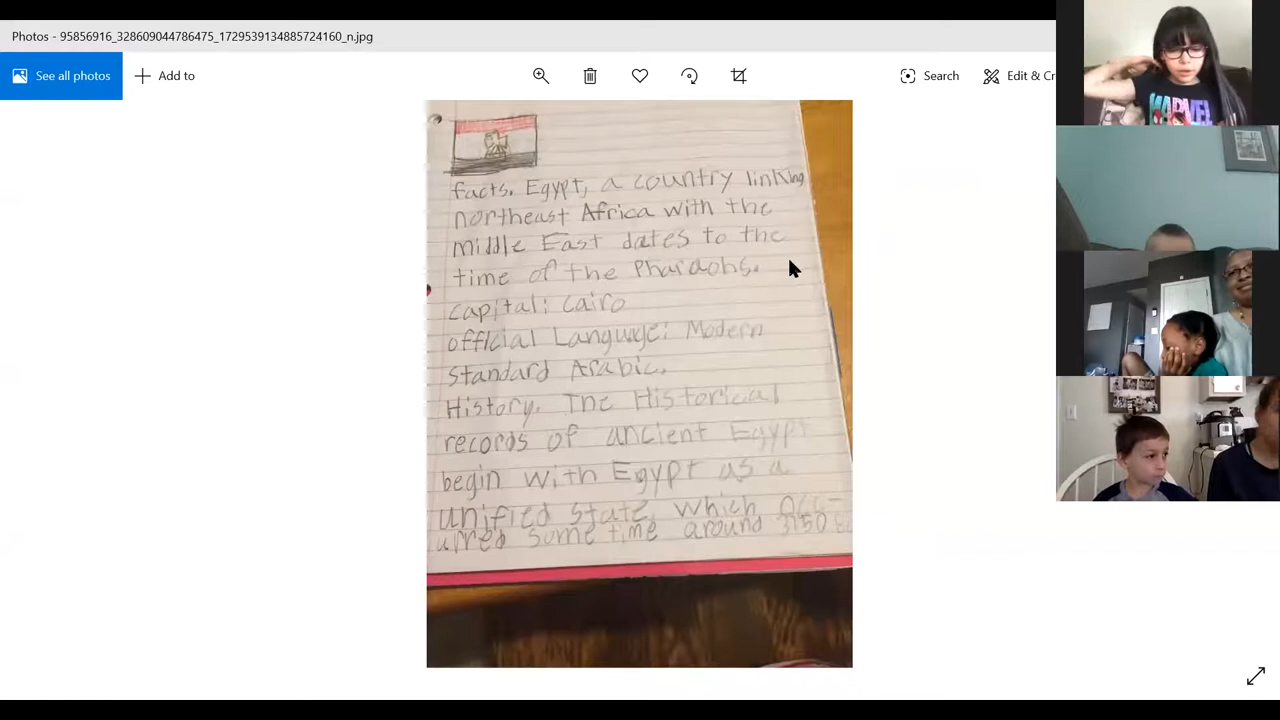 Photos - 95856916_328609044786475_1729539134885724160_n.jpg
See all photos
Add to
Search
Edit & Cr
MARVEL
facts. Egypt, a country linking
northeast Africa with the
middle East dates to the
time of the Pharaohs.
capital: Cairo
official Language: Modern
Standard Arabic.
History. The Historical
records of ancient Egypt
begin with Egypt as a
unified state, which occ-
urred some time around 3150 BC